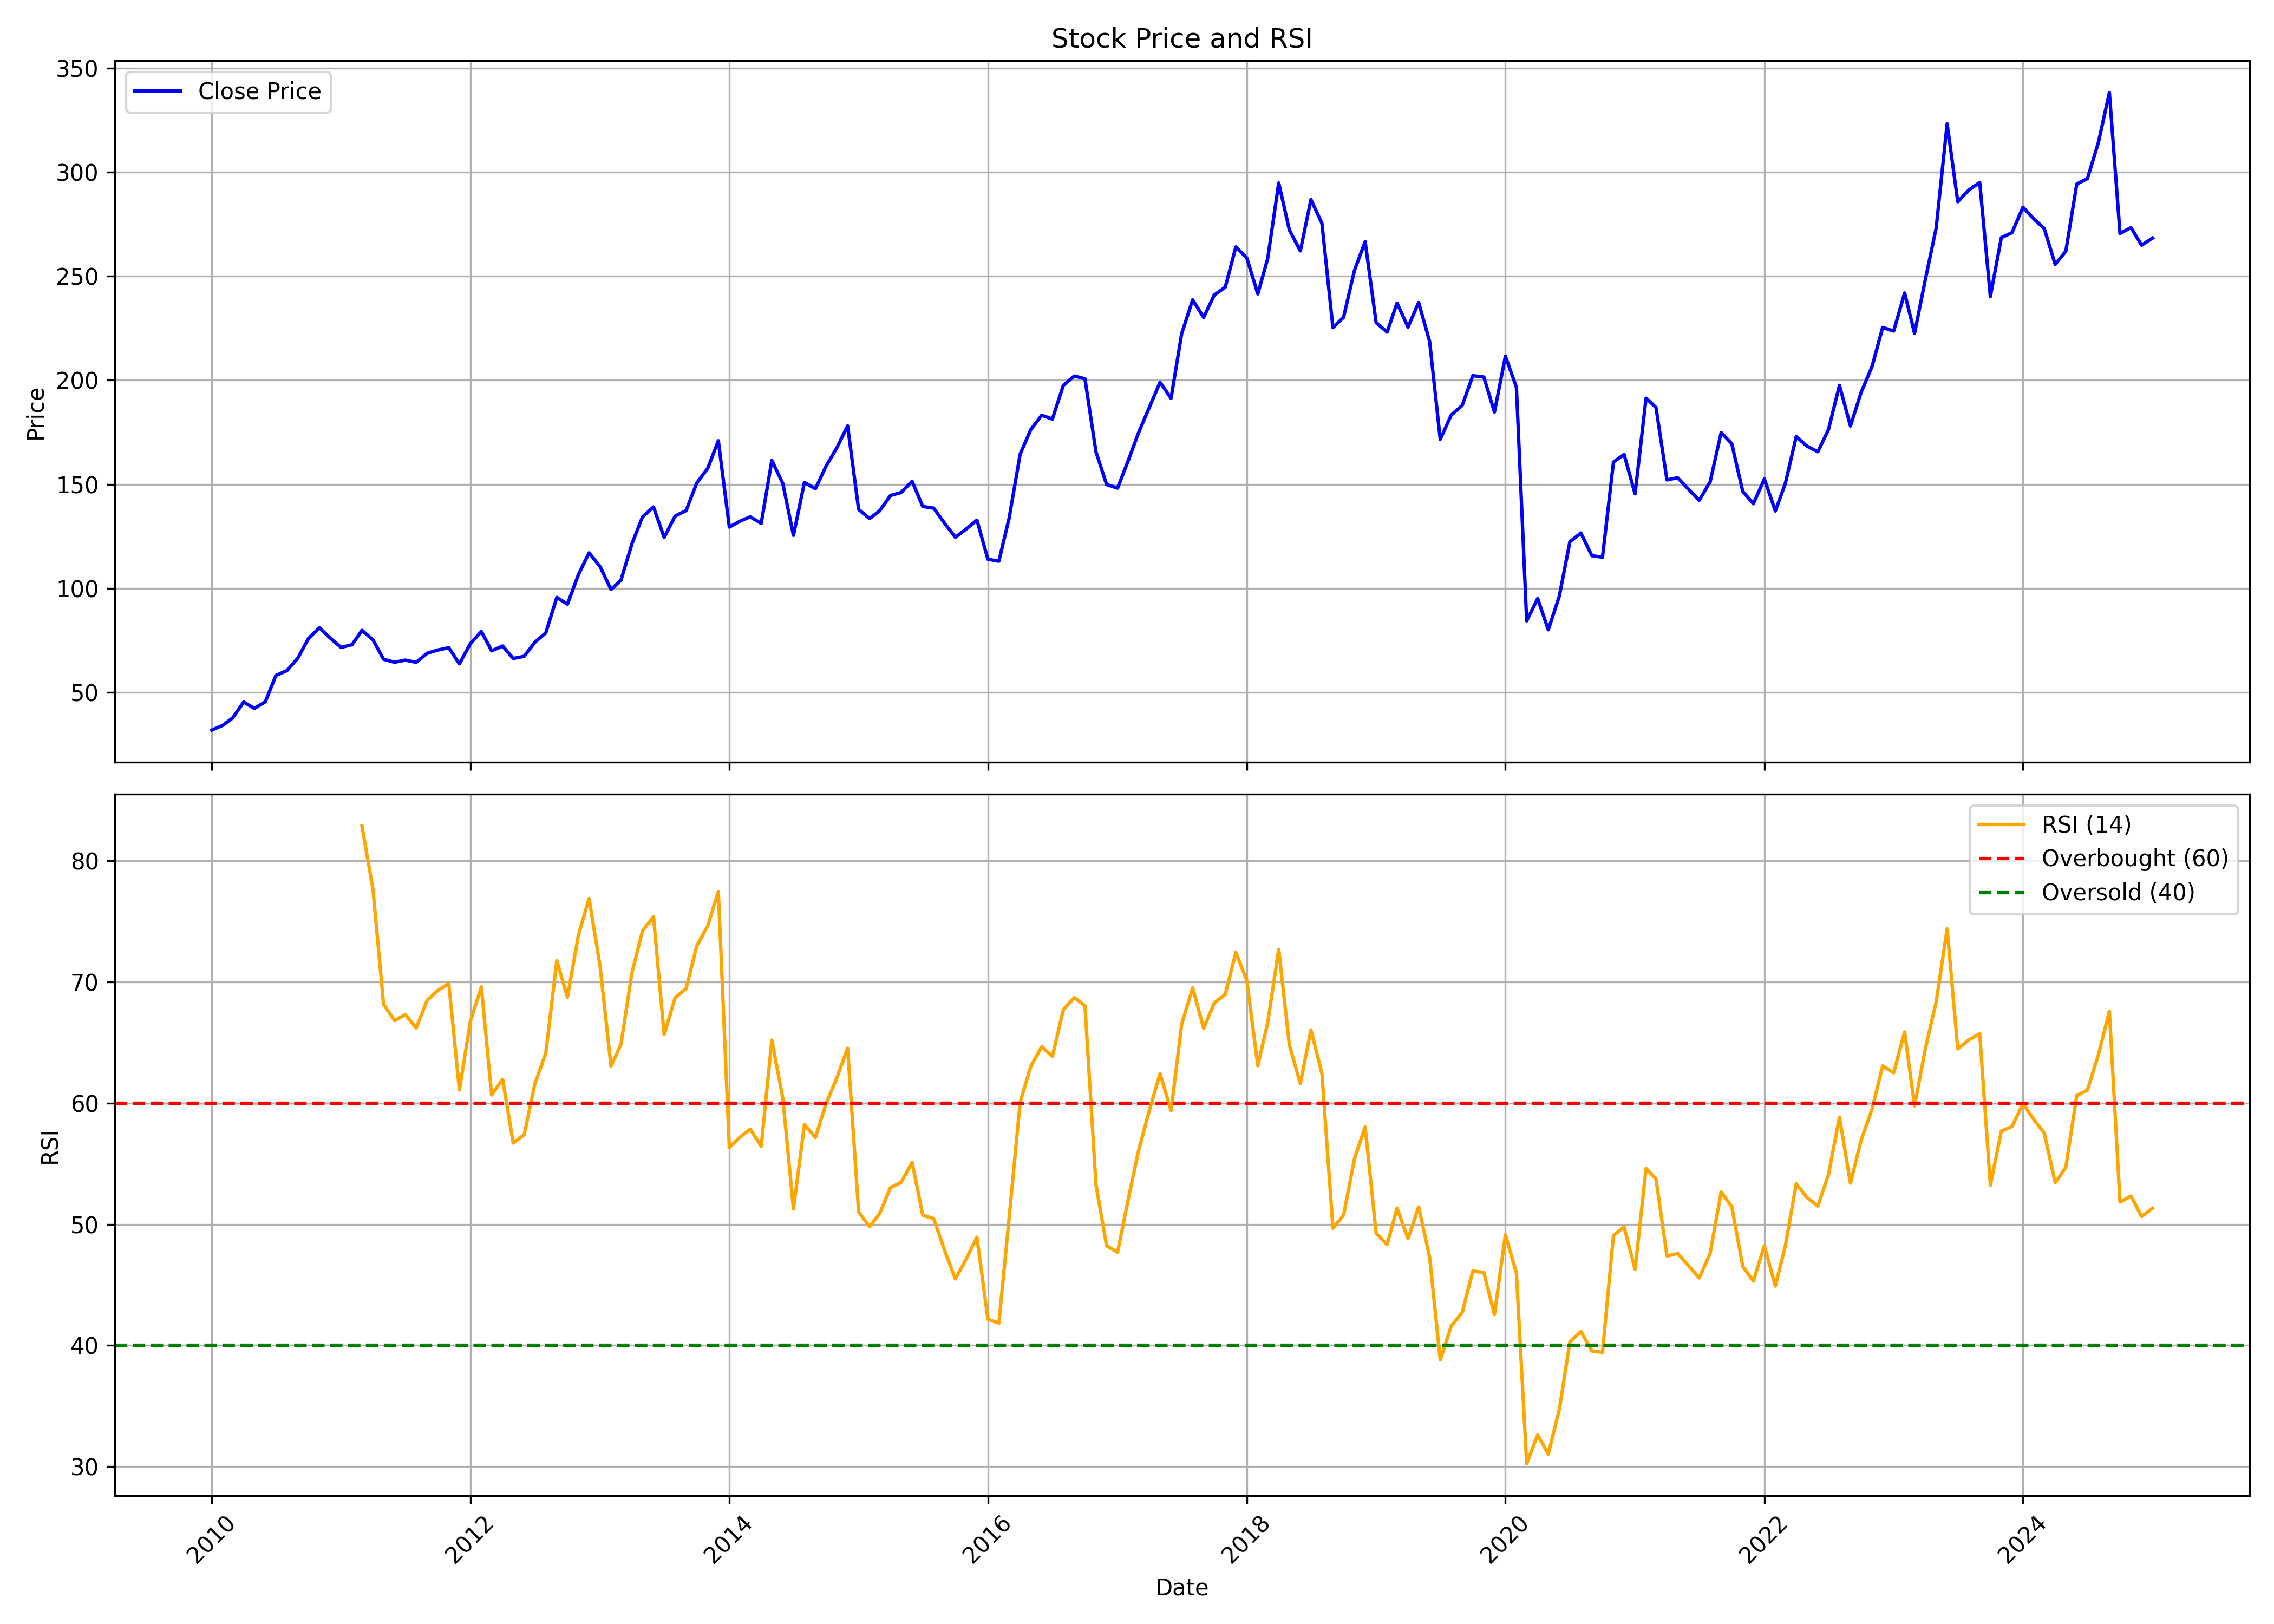 Stock Price and RSI
350
300
250
200
150
100
50
Price
Close Price
80
70
60
50
40
30
RSI
RSI (14)
Overbought (60)
Oversold (40)
2010
2012
2014
2016
2018
2020
2022
2024
Date